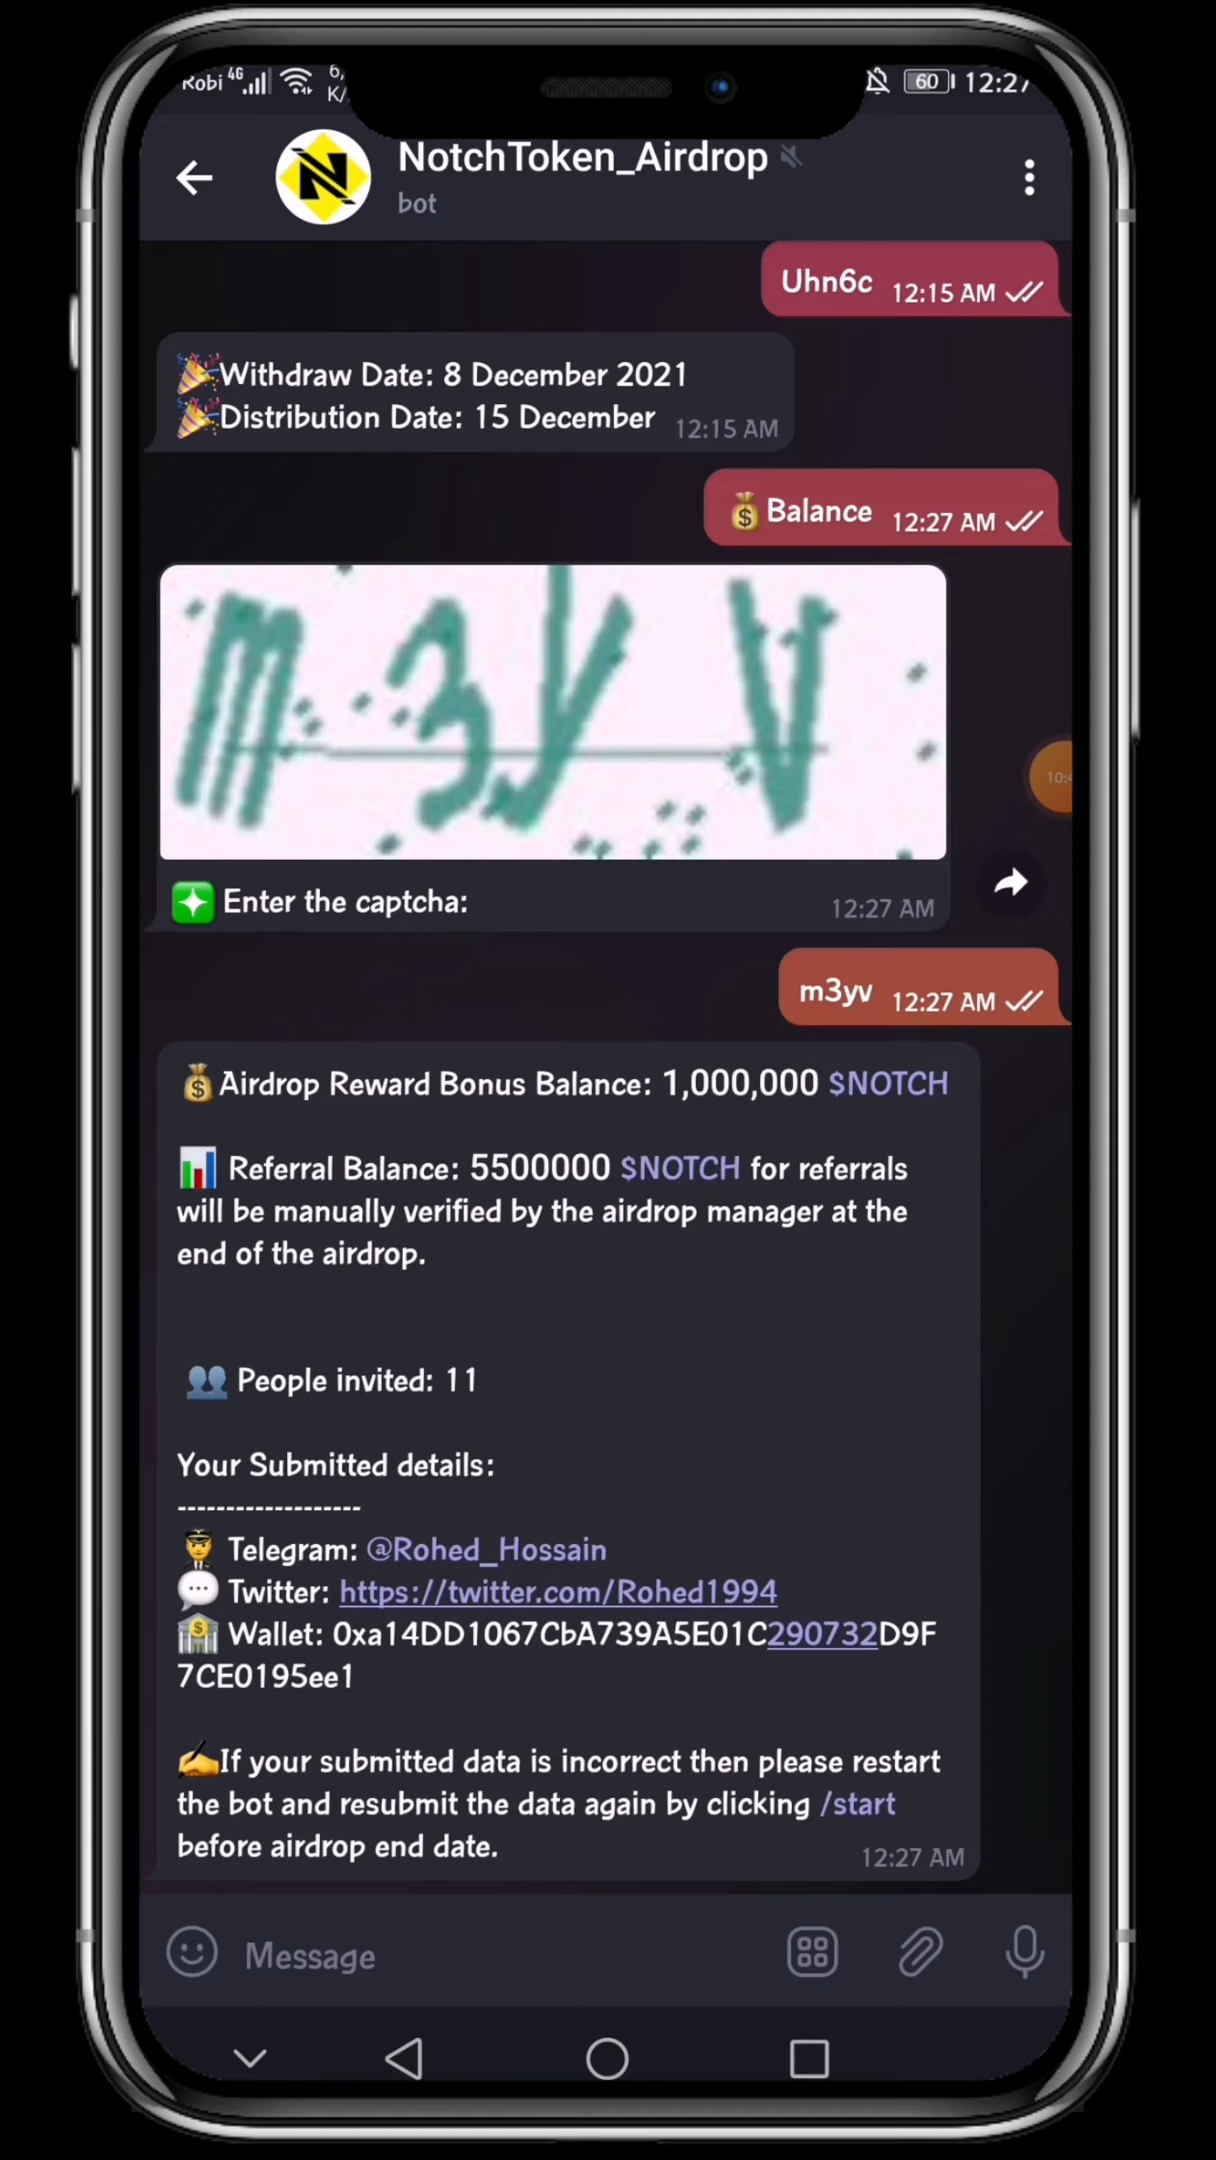 Robi 4G
6,
K/
60 12:27
NotchToken_Airdrop
bot
Uhn6c 12:15 AM
Withdraw Date: 8 December 2021
Distribution Date: 15 December 12:15 AM
Balance 12:27 AM
m 3y v
10:4
Enter the captcha: 12:27 AM
m3yv 12:27 AM
Airdrop Reward Bonus Balance: 1,000,000 $NOTCH
Referral Balance: 5500000 $NOTCH for referrals
will be manually verified by the airdrop manager at the
end of the airdrop.
People invited: 11
Your Submitted details:
-------------------
Telegram: @Rohed_Hossain
Twitter: https://twitter.com/Rohed1994
Wallet: 0xa14DD1067CbA739A5E01C290732D9F
7CE0195ee1
If your submitted data is incorrect then please restart
the bot and resubmit the data again by clicking /start
before airdrop end date. 12:27 AM
Message